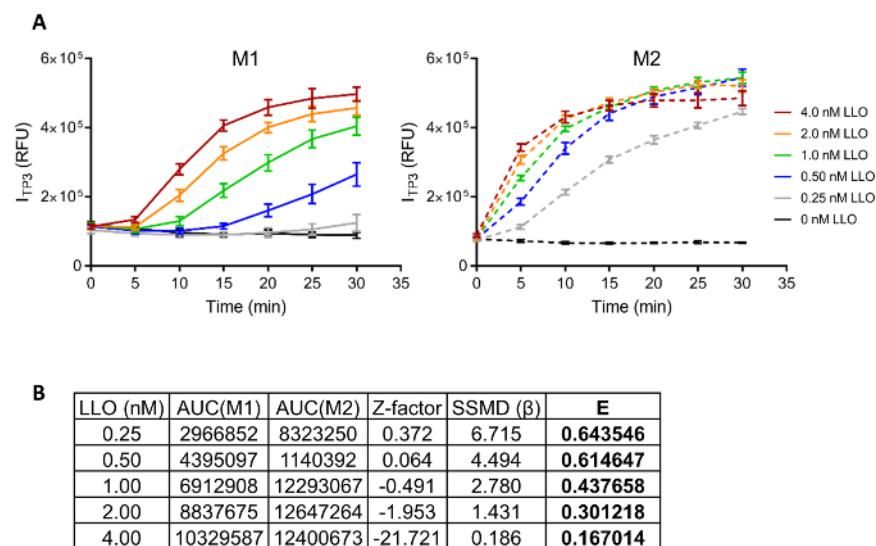 A
M1
M2
6×10⁵
4×10⁵
2×10⁵
0
I_TP3 (RFU)
0 5 10 15 20 25 30 35
Time (min)
6×10⁵
4×10⁵
2×10⁵
0
I_TP3 (RFU)
0 5 10 15 20 25 30 35
Time (min)
4.0 nM LLO
2.0 nM LLO
1.0 nM LLO
0.50 nM LLO
0.25 nM LLO
0 nM LLO
B
LLO (nM) AUC(M1) AUC(M2) Z-factor SSMD (β) E
0.25 2966852 8323250 0.372 6.715 0.643546
0.50 4395097 1140392 0.064 4.494 0.614647
1.00 6912908 12293067 -0.491 2.780 0.437658
2.00 8837675 12647264 -1.953 1.431 0.301218
4.00 10329587 12400673 -21.721 0.186 0.167014